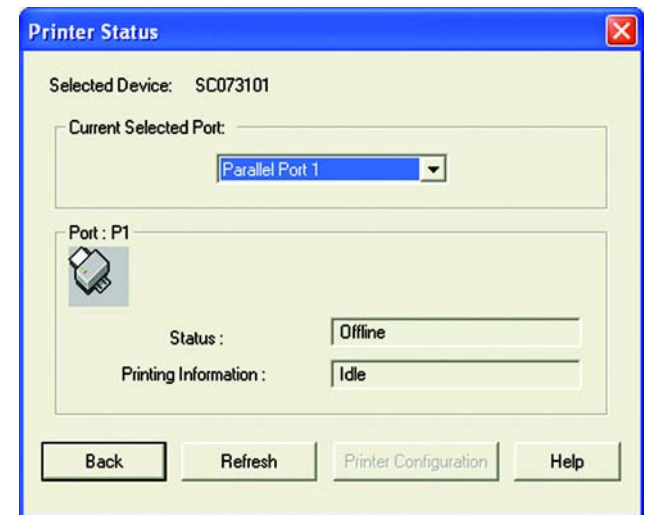 Printer Status
Selected Device: SC073101
Current Selected Port:
Parallel Port 1
Port : P1
Status : Offline
Printing Information : Idle
Back Refresh Printer Configuration Help